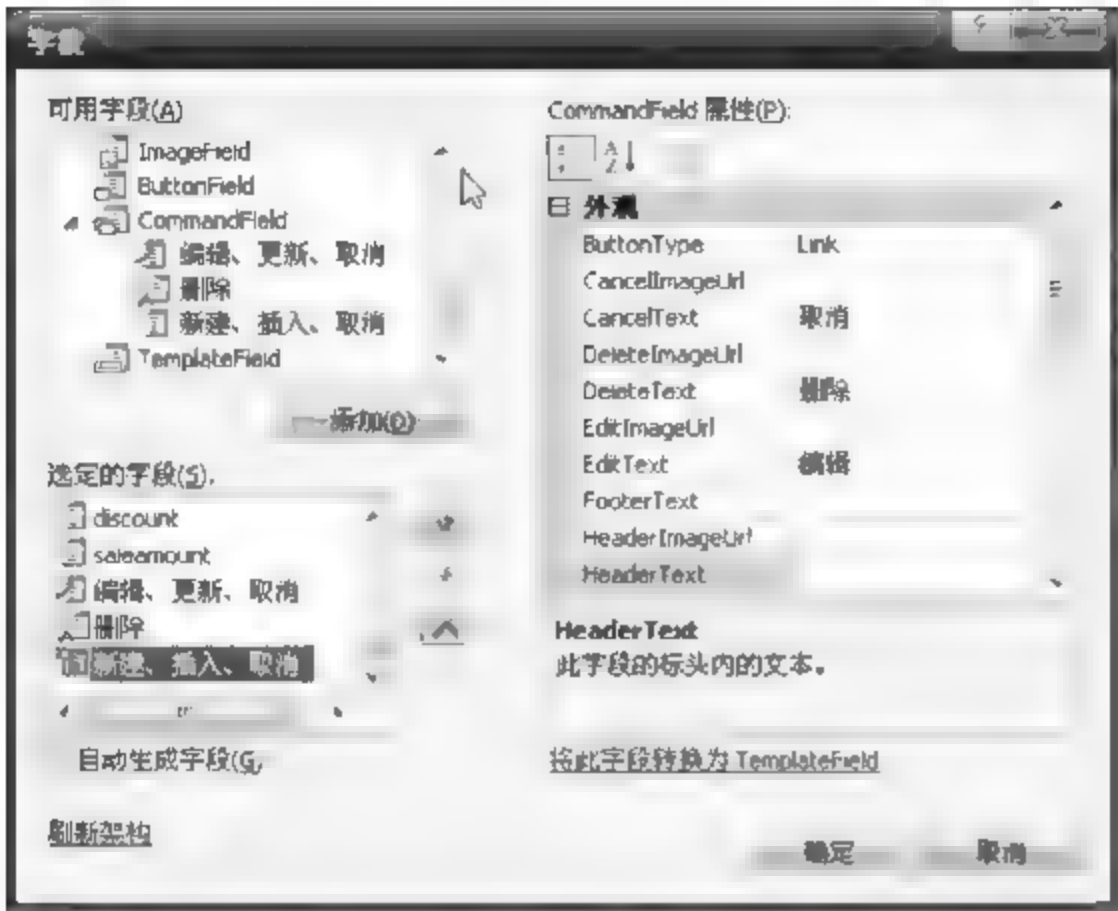 字段
可用字段(A)
ImageField
ButtonField
CommandField
编辑、更新、取消
删除
新建、插入、取消
TemplateField
添加(D)
选定的字段(S):
discount
saleamount
编辑、更新、取消
删除
新建、插入、取消
自动生成字段(G)
刷新架构
CommandField 属性(P):
外观
ButtonType Link
CancelImageUrl
CancelText 取消
DeleteImageUrl
DeleteText 删除
EditImageUrl
EditText 编辑
FooterText
HeaderImageUrl
HeaderText
HeaderText
此字段的标头内的文本。
将此字段转换为 TemplateField
确定
取消